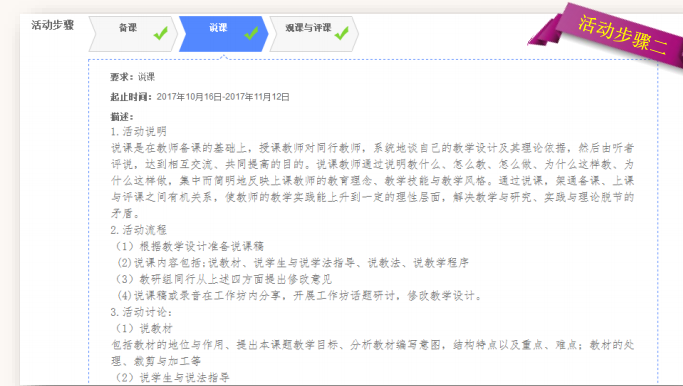 活动步骤
备课
说课
观课与评课
活动步骤二
要求：说课
起止时间：2017年10月16日-2017年11月12日
描述：
1.活动说明
说课是在教师备课的基础上，授课教师对同行教师，系统地谈自己的教学设计及其理论依据，然后由听者
评说，达到相互交流、共同提高的目的。说课教师通过说明教什么、怎么教、怎么做、为什么这样教、为
什么这样做，集中而简明地反映上课教师的教育理念、教学技能与教学风格。通过说课，架通备课、上课
与评课之间有机关系，使教师的教学实践能上升到一定的理性层面，解决教学与研究、实践与理论脱节的
矛盾。
2.活动流程
（1）根据教学设计准备说课稿
(2)说课内容包括:说教材、说学生与说学法指导、说教法、说教学程序
（3）教研组同行从上述四方面提出修改意见
(4)说课稿或录音在工作坊内分享，开展工作坊话题研讨，修改教学设计。
3.活动讨论：
（1）说教材
包括教材的地位与作用、提出本课题教学目标、分析教材编写意图，结构特点以及重点、难点；教材的处
理、裁剪与加工等
（2）说学生与说法指导